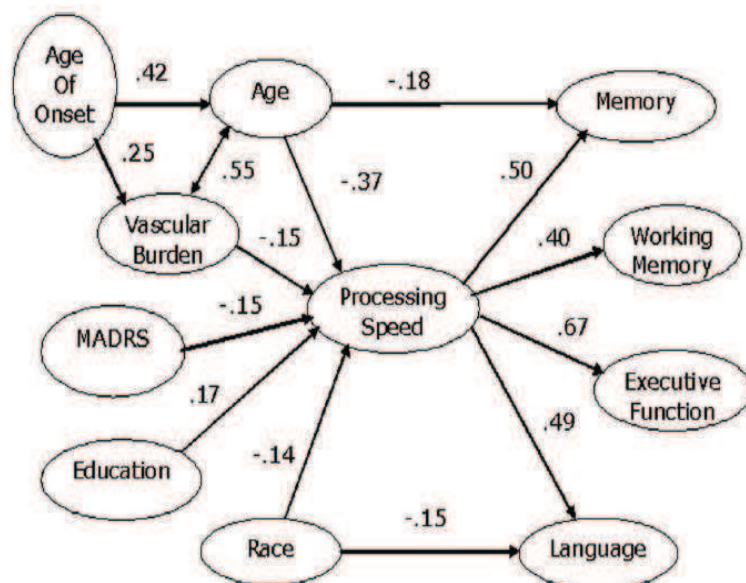 Age
Of
Onset
.42
Age
-.18
Memory
.25
.55
-.37
.50
Vascular
Burden
-.15
.40
Working
Memory
Processing
Speed
MADRS
-.15
.67
Executive
Function
.17
.49
Education
-.14
-.15
Race
Language